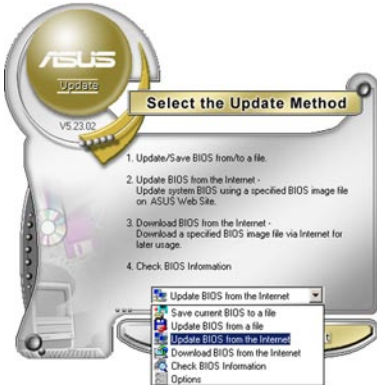 ASUS
Update
V5.23.02
Select the Update Method
1. Update/Save BIOS from/to a file.
2. Update BIOS from the Internet -
Update system BIOS using a specified BIOS image file
on ASUS Web Site.
3. Download BIOS from the Internet -
Download a specified BIOS image file via Internet for
later usage.
4. Check BIOS Information
Update BIOS from the Internet
Save current BIOS to a file
Update BIOS from a file
Update BIOS from the Internet
Download BIOS from the Internet
Check BIOS Information
Options